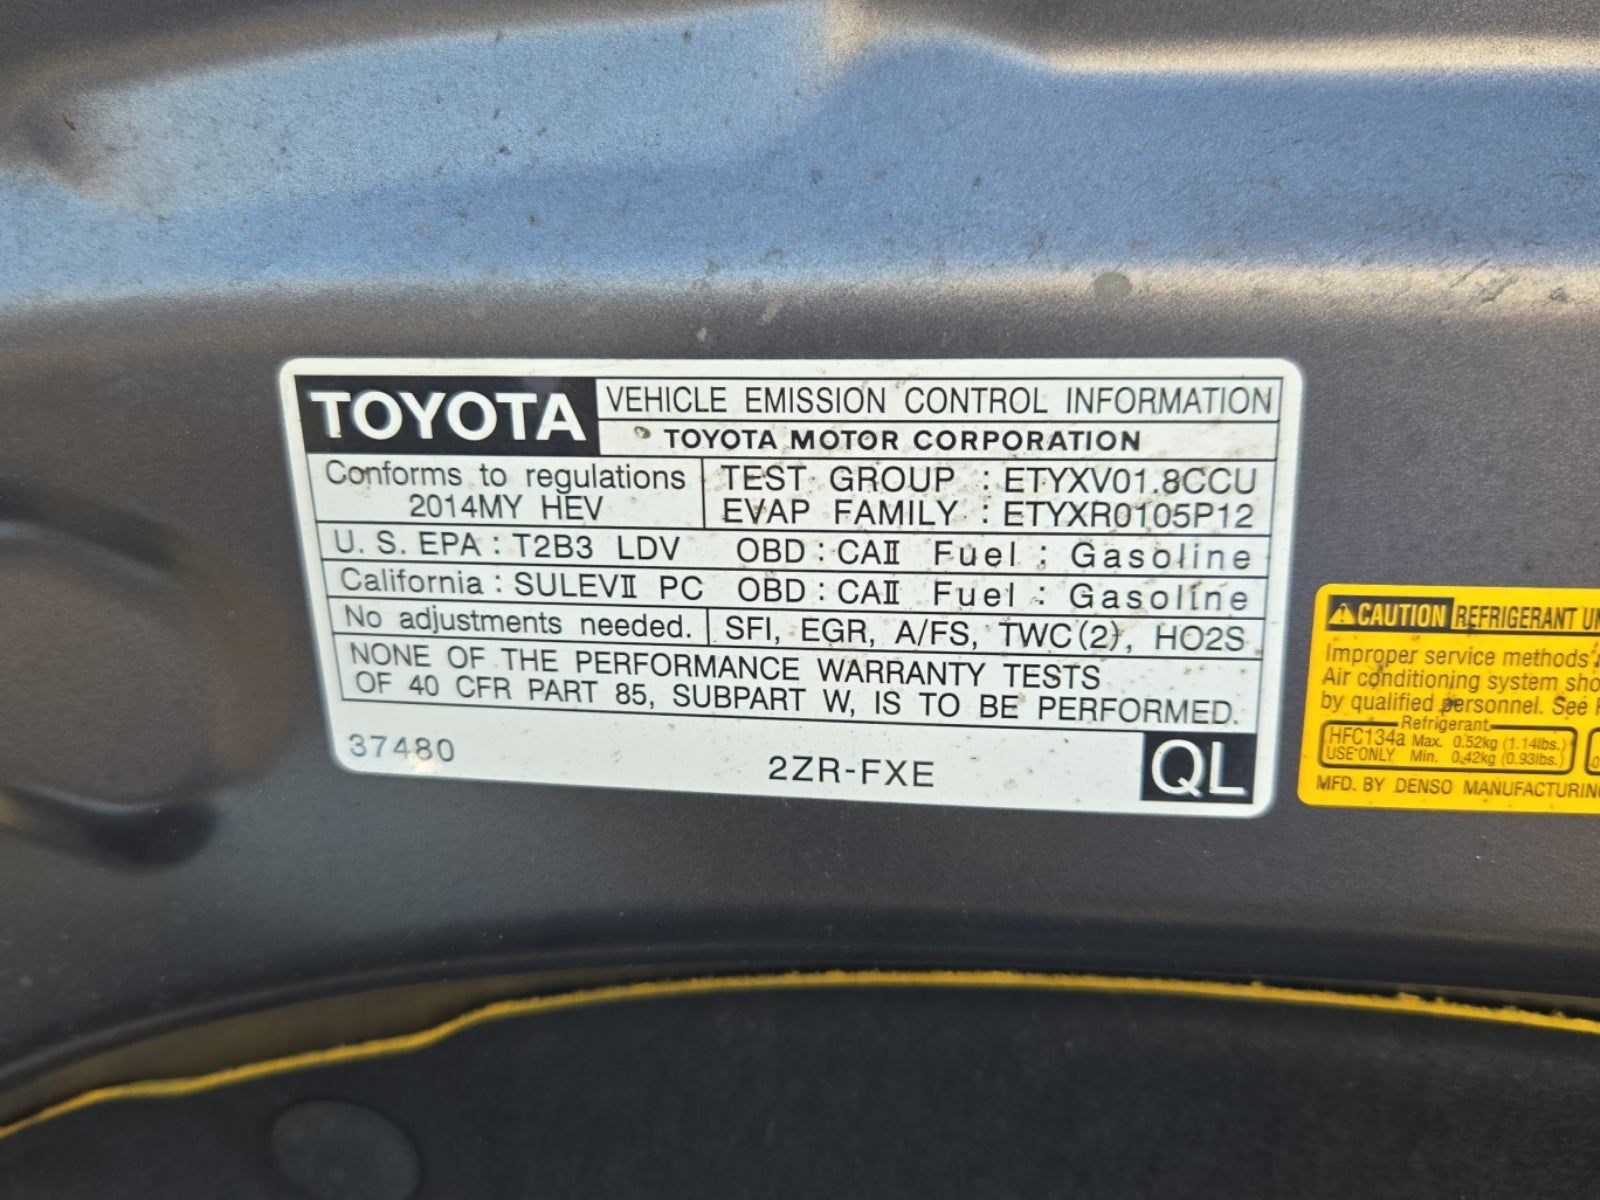 TOYOTA
VEHICLE EMISSION CONTROL INFORMATION
TOYOTA MOTOR CORPORATION
Conforms to regulations
2014MY HEV
TEST GROUP : ETYXV01.8CCU
EVAP FAMILY : ETYXR0105P12
U. S. EPA : T2B3 LDV OBD : CAII Fuel : Gasoline
California : SULEVII PC OBD : CAII Fuel : Gasoline
No adjustments needed.
SFI, EGR, A/FS, TWC(2), HO2S
NONE OF THE PERFORMANCE WARRANTY TESTS
OF 40 CFR PART 85, SUBPART W, IS TO BE PERFORMED.
37480
2ZR-FXE
QL
CAUTION REFRIGERANT
Improper service methods
Air conditioning system
by qualified personnel. See
Refrigerant
HFC134a Max. 0.52kg (1.14lbs.)
USE ONLY Min. 0.42kg (0.93lbs.)
MFD. BY DENSO MANUFACTURING